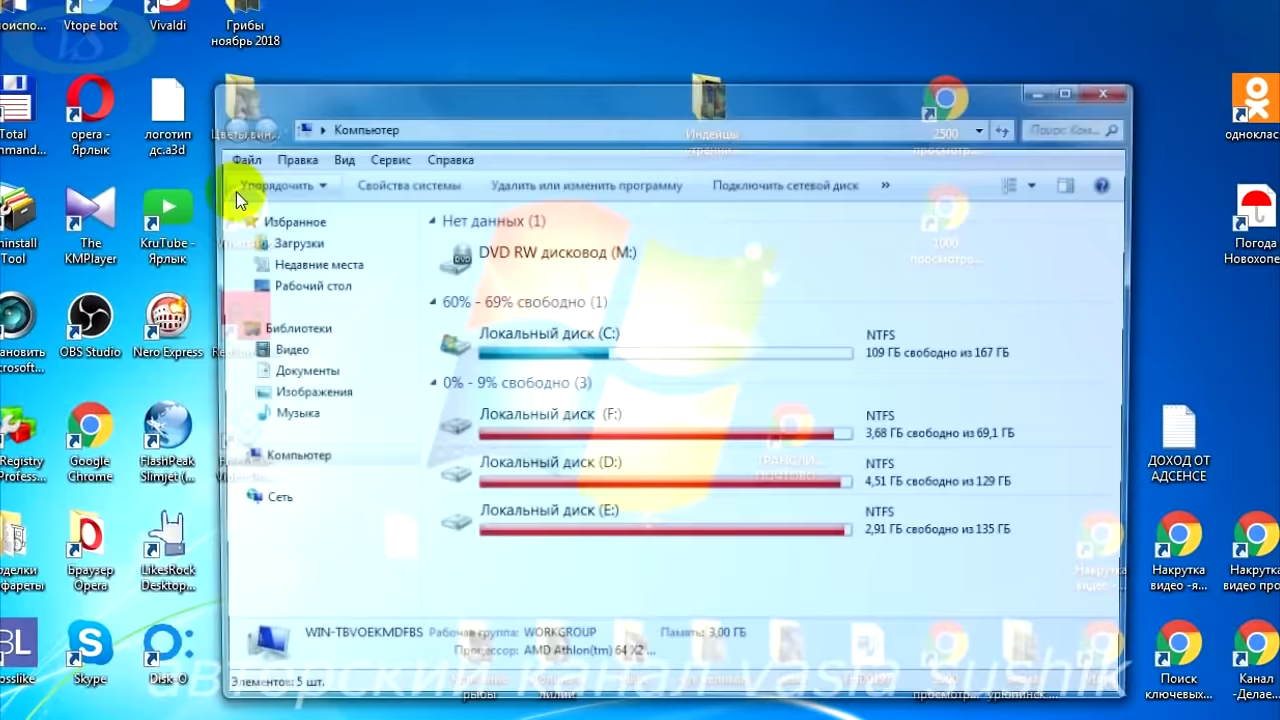 Vtope bot
Vivaldi
Грибы
ноябрь 2018
Total
opera -
Ярлык
логотип
дс.a3d
Индейцы
2500
просмотр...
Tool
The
KMPlayer
KruTube -
Ярлык
1000
просмотро...
Погода
OBS Studio
Nero Express
Registry
Google
Chrome
FlashPeak
Slimjet (...
ДОХОД ОТ
АДСЕНСЕ
Браузер
Opera
LikesRock
Desktop...
Накрутка
видео -я...
Накрутка
видео про
Skype
Disk-O
Поиск
ключевых...
Канал
-Делае...
Компьютер
Поиск: Ком...
Файл Правка Вид Сервис Справка
Упорядочить Свойства системы Удалить или изменить программу Подключить сетевой диск »
Избранное
Загрузки
Недавние места
Рабочий стол
Библиотеки
Видео
Документы
Изображения
Музыка
Компьютер
Сеть
Нет данных (1)
DVD RW дисковод (M:)
60% - 69% свободно (1)
Локальный диск (C:)
NTFS
109 ГБ свободно из 167 ГБ
0% - 9% свободно (3)
Локальный диск (F:)
NTFS
3,68 ГБ свободно из 69,1 ГБ
Локальный диск (D:)
NTFS
4,51 ГБ свободно из 129 ГБ
Локальный диск (E:)
NTFS
2,91 ГБ свободно из 135 ГБ
WIN-TBVOEKMDFBS Рабочая группа: WORKGROUP Память: 3,00 ГБ
Процессор: AMD Athlon(tm) 64 X2 ...
Элементов: 5 шт.